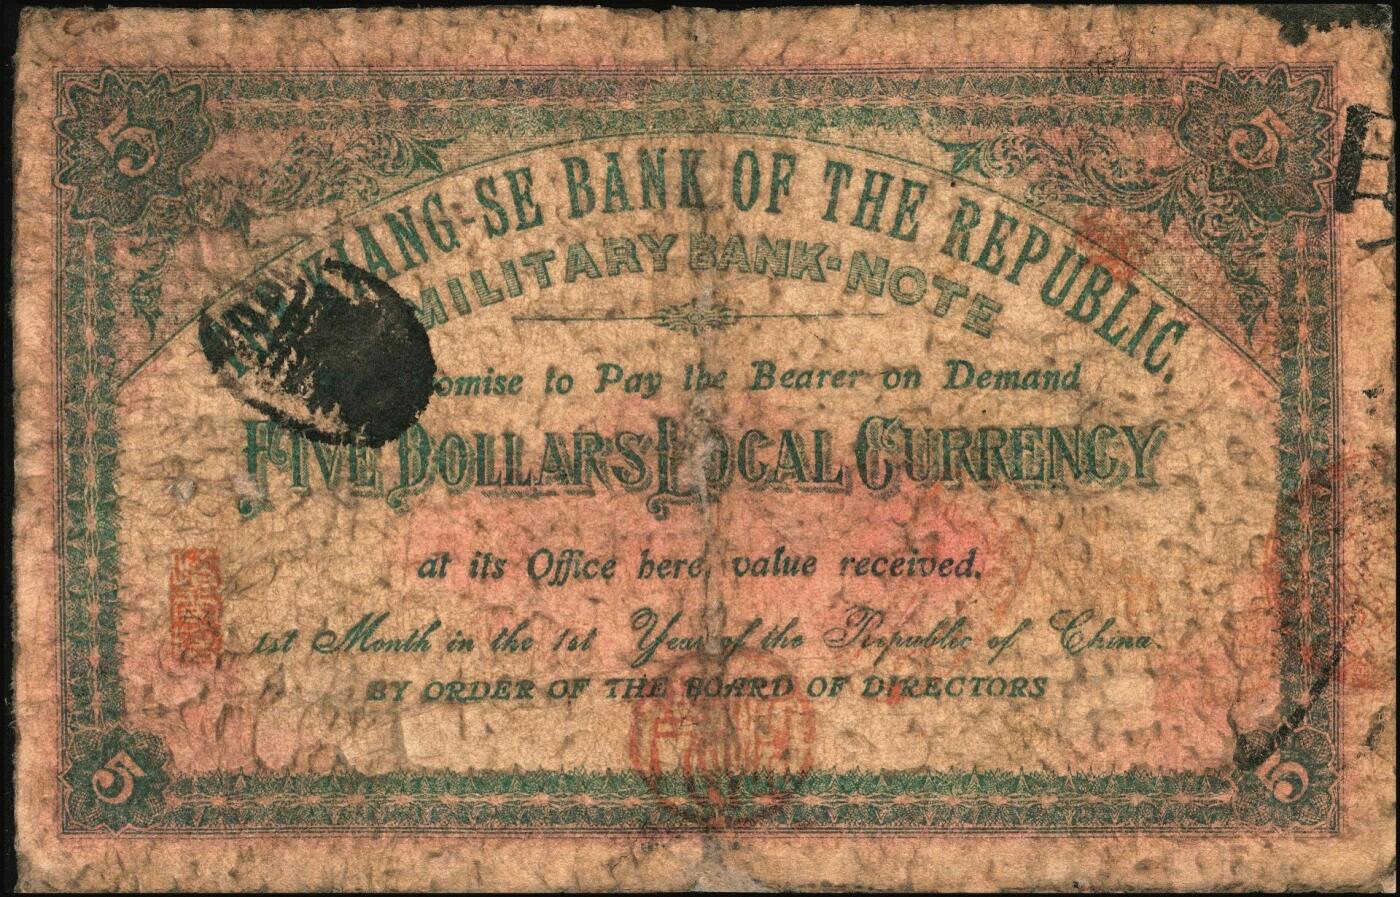 5 5
THE KIANG-SE BANK OF THE REPUBLIC.
MILITARY BANK-NOTE
omise to Pay the Bearer on Demand
FIVE DOLLARS LOCAL CURRENCY
at its Office here, value received.
1st Month in the 1st Year of the Republic of China.
BY ORDER OF THE BOARD OF DIRECTORS
5 5